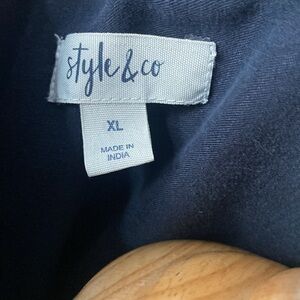 style & co
XL
MADE IN
INDIA